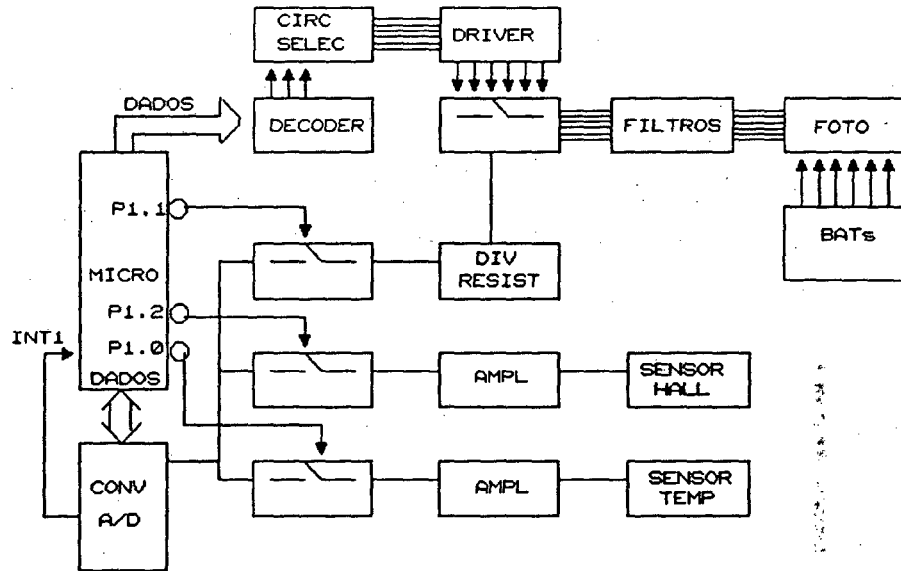 CIRC
SELEC
DRIVER
DADOS
DECODER
FILTROS
FOTO
P1.1
BATs
DIV
RESIST
MICRO
P1.2
INT1
P1.0
DADOS
AMPL
SENSOR
HALL
CONV
A/D
AMPL
SENSOR
TEMP